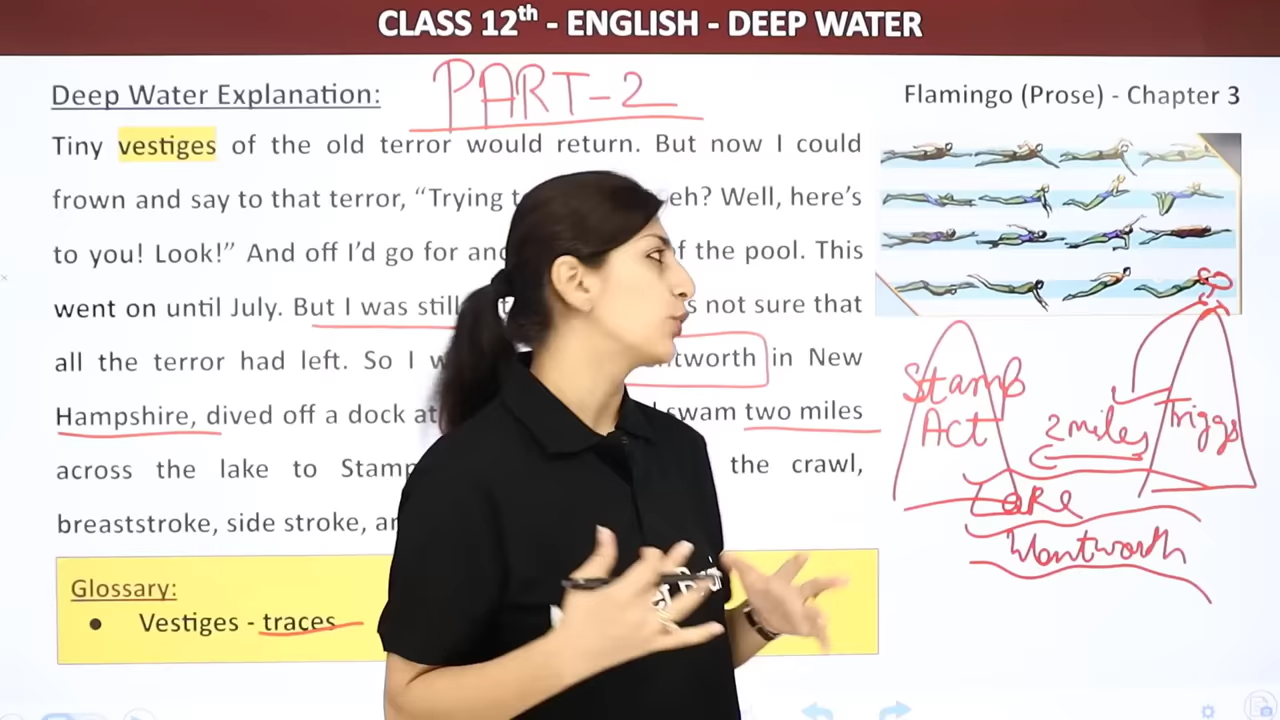 CLASS 12th - ENGLISH - DEEP WATER
Deep Water Explanation:
PART-2
Flamingo (Prose) - Chapter 3
Tiny vestiges of the old terror would return. But now I could
frown and say to that terror, “Trying eh? Well, here’s
to you! Look!” And off I’d go for of the pool. This
went on until July. But I was still not sure that
all the terror had left. So I in New
Hampshire, dived off a dock at swam two miles
across the lake to the crawl,
breaststroke, side stroke,
Glossary:
● Vestiges - traces
Stamp
Act
2 miles
Triggs
Lake
Wentworth